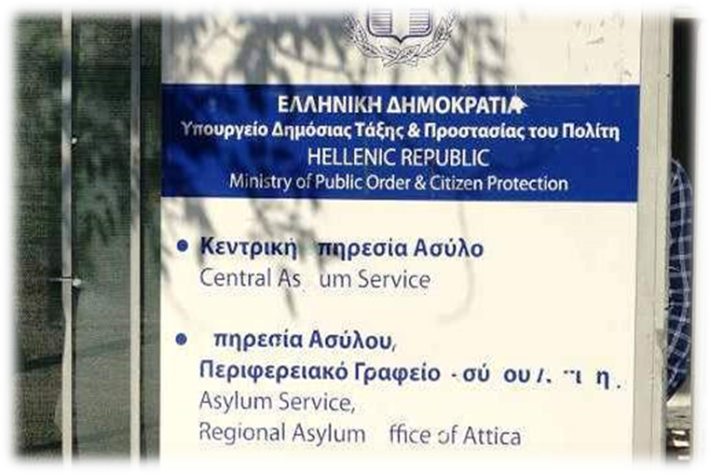 ΕΛΛΗΝΙΚΗ ΔΗΜΟΚΡΑΤΙΑ
Υπουργείο Δημόσιας Τάξης & Προστασίας του Πολίτη
HELLENIC REPUBLIC
Ministry of Public Order & Citizen Protection
Κεντρική πηρεσία Ασύλο
Central As um Service
πηρεσία Ασύλου,
Περιφερειακό Γραφείο
Asylum Service,
Regional Asylum ffice of Attica